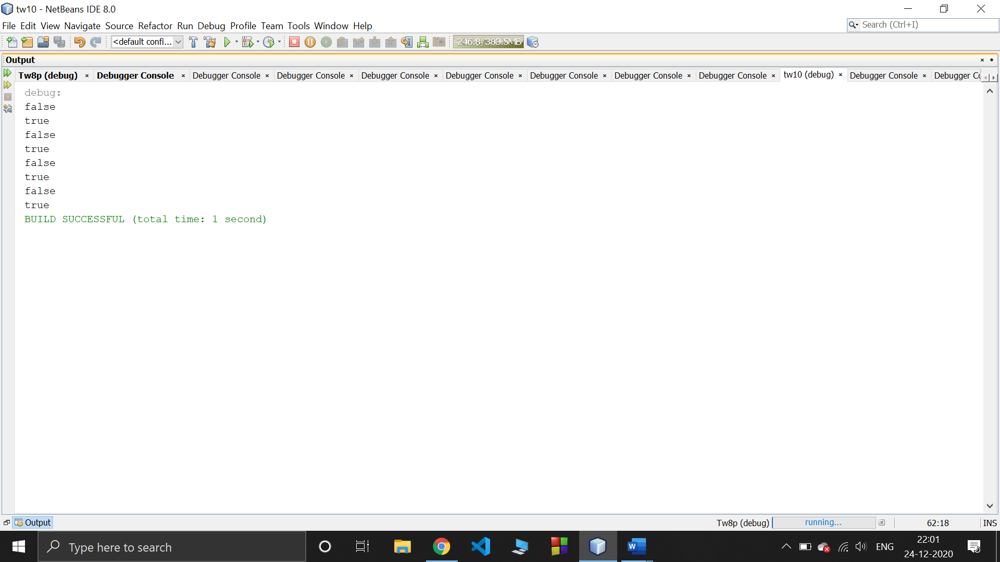 tw10 - NetBeans IDE 8.0
File Edit View Navigate Source Refactor Run Debug Profile Team Tools Window Help
Search (Ctrl+I)
<default confi...
246.8/383.5MB
Output
Tw8p (debug) Debugger Console Debugger Console Debugger Console Debugger Console Debugger Console Debugger Console Debugger Console Debugger Console tw10 (debug) Debugger Console Debugger Co
debug:
false
true
false
true
false
true
false
true
BUILD SUCCESSFUL (total time: 1 second)
Output
Tw8p (debug) running... 62:18 INS
Type here to search
ENG
22:01
24-12-2020